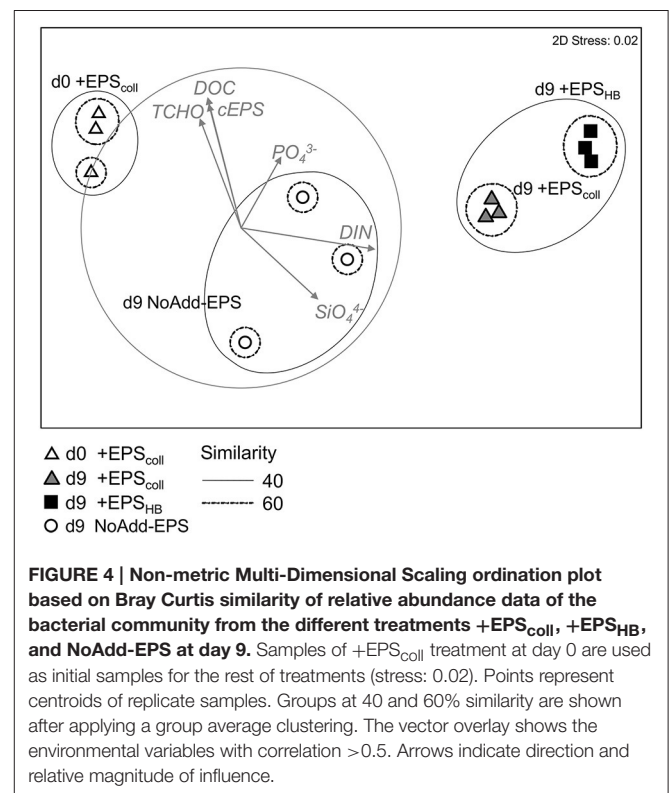 2D Stress: 0.02
d0 +EPScoll
d9 +EPSHB
DOC
TCHO
cEPS
PO₄³⁻
d9 +EPScoll
DIN
d9 NoAdd-EPS
SiO₄⁴⁻
d0 +EPScoll Similarity
d9 +EPScoll 40
d9 +EPSHB 60
d9 NoAdd-EPS
FIGURE 4 | Non-metric Multi-Dimensional Scaling ordination plot
based on Bray Curtis similarity of relative abundance data of the
bacterial community from the different treatments +EPScoll, +EPSHB,
and NoAdd-EPS at day 9. Samples of +EPScoll treatment at day 0 are used
as initial samples for the rest of treatments (stress: 0.02). Points represent
centroids of replicate samples. Groups at 40 and 60% similarity are shown
after applying a group average clustering. The vector overlay shows the
environmental variables with correlation >0.5. Arrows indicate direction and
relative magnitude of influence.